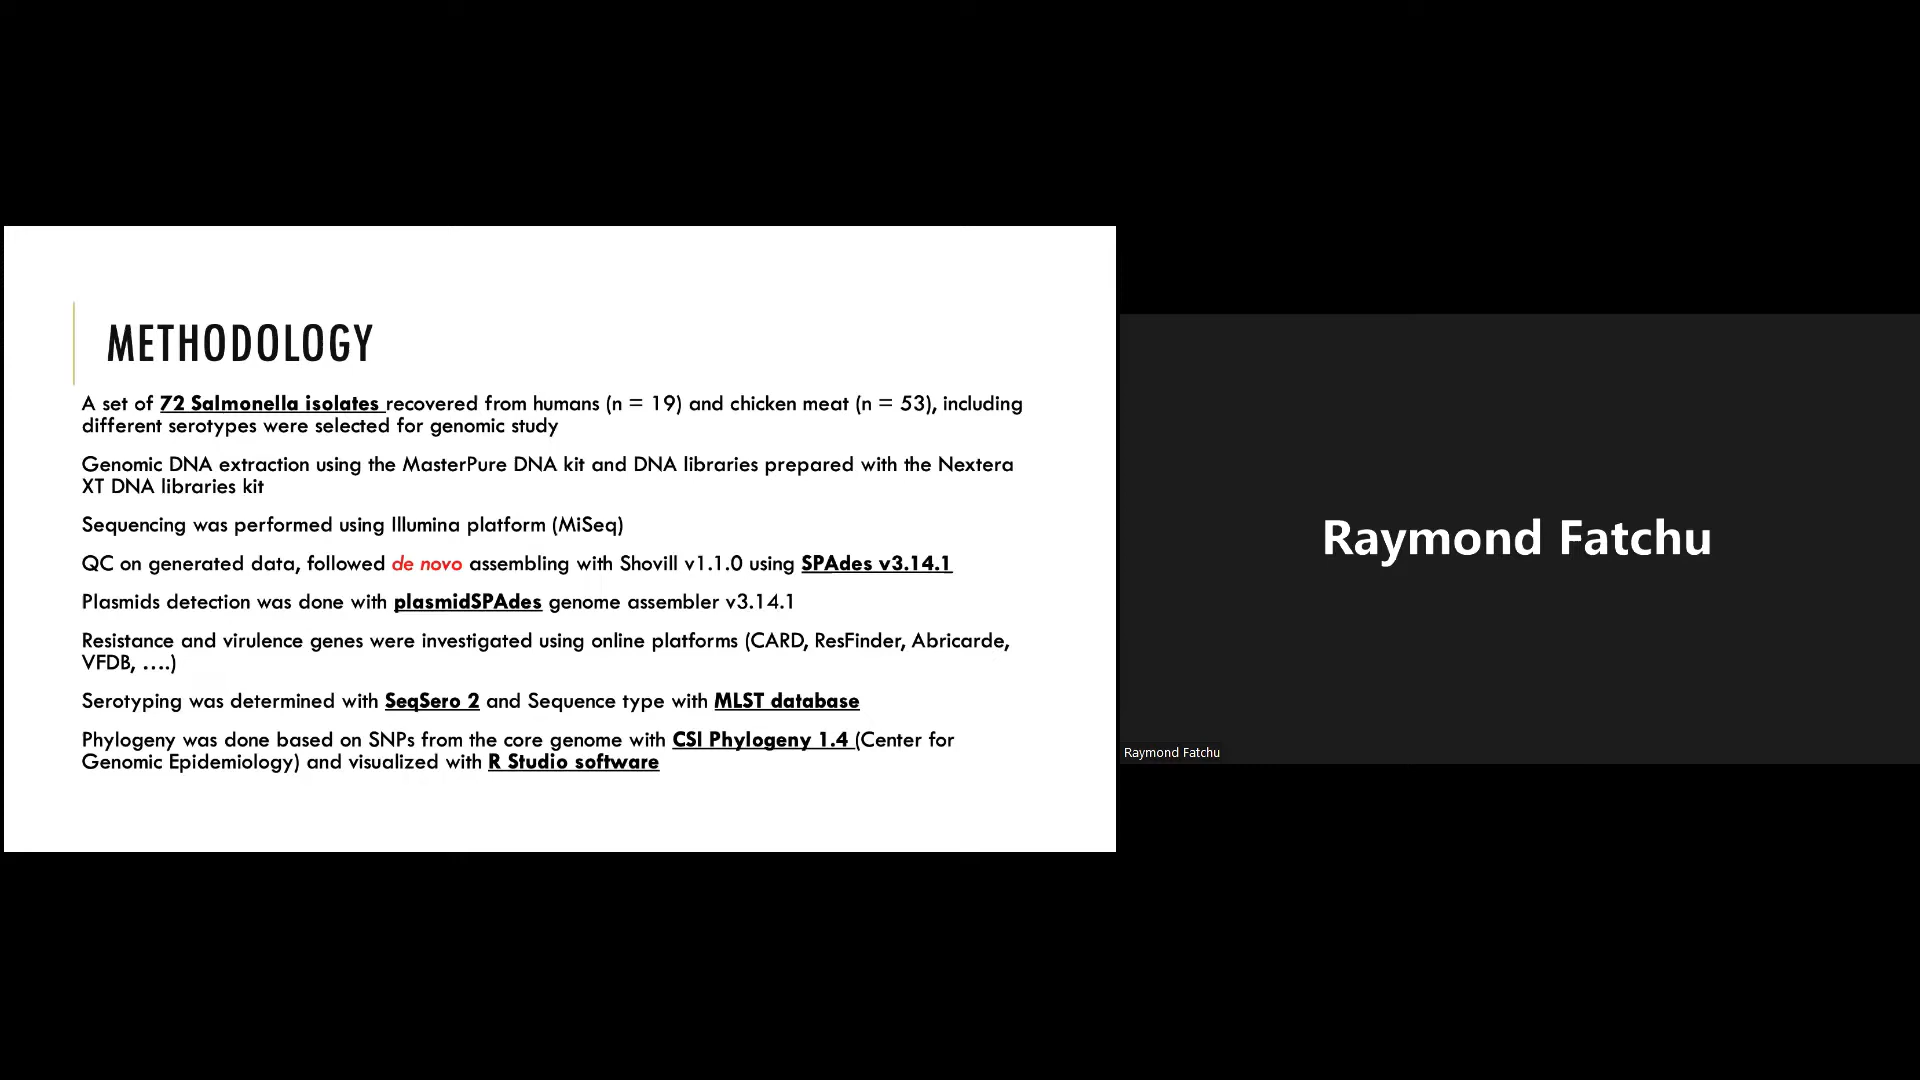 METHODOLOGY
A set of 72 Salmonella isolates recovered from humans (n = 19) and chicken meat (n = 53), including
different serotypes were selected for genomic study
Genomic DNA extraction using the MasterPure DNA kit and DNA libraries prepared with the Nextera
XT DNA libraries kit
Sequencing was performed using Illumina platform (MiSeq)
QC on generated data, followed de novo assembling with Shovill v1.1.0 using SPAdes v3.14.1
Plasmids detection was done with plasmidSPAdes genome assembler v3.14.1
Resistance and virulence genes were investigated using online platforms (CARD, ResFinder, Abricarde,
VFDB, ….)
Serotyping was determined with SeqSero 2 and Sequence type with MLST database
Phylogeny was done based on SNPs from the core genome with CSI Phylogeny 1.4 (Center for
Genomic Epidemiology) and visualized with R Studio software
Raymond Fatchu
Raymond Fatchu